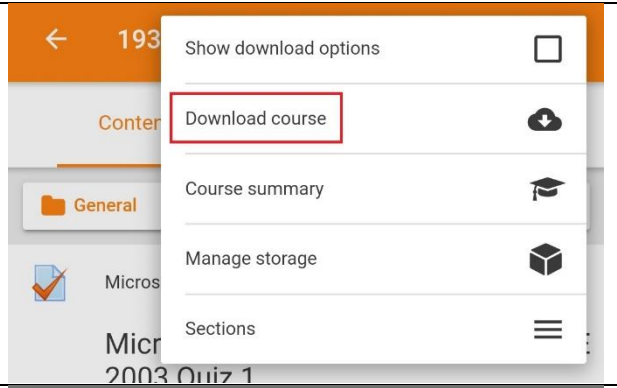 193
Show download options
Conten
Download course
General
Course summary
Micros
Manage storage
Micr
Sections
E
2003 Quiz 1